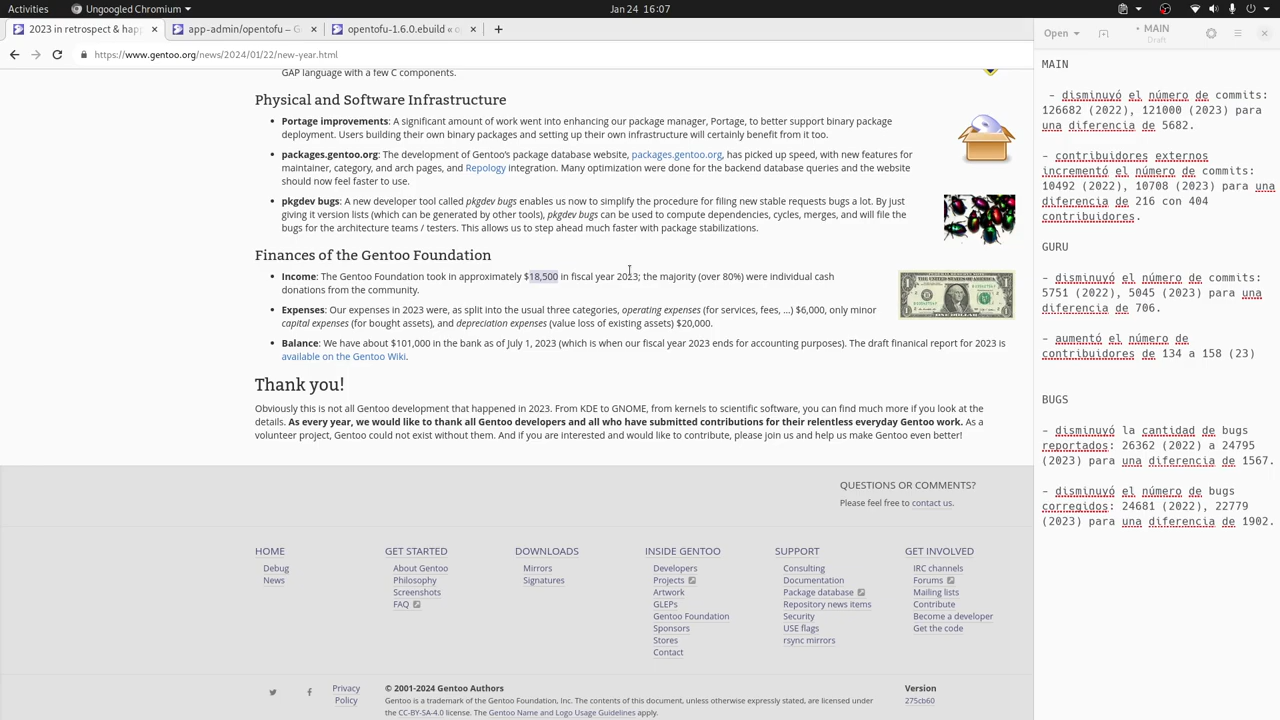 Activities
Ungoogled Chromium
Jan 24 16:07
2023 in retrospect & hap
app-admin/opentofu – G
opentofu-1.6.0.ebuild « o
https://www.gentoo.org/news/2024/01/22/new-year.html
GAP language with a few C components.
Physical and Software Infrastructure
• Portage improvements: A significant amount of work went into enhancing our package manager, Portage, to better support binary package
deployment. Users building their own binary packages and setting up their own infrastructure will certainly benefit from it too.
• packages.gentoo.org: The development of Gentoo's package database website, packages.gentoo.org, has picked up speed, with new features for
maintainer, category, and arch pages, and Repology integration. Many optimization were done for the backend database queries and the website
should now feel faster to use.
• pkgdev bugs: A new developer tool called pkgdev bugs enables us now to simplify the procedure for filing new stable requests bugs a lot. By just
giving it version lists (which can be generated by other tools), pkgdev bugs can be used to compute dependencies, cycles, merges, and will file the
bugs for the architecture teams / testers. This allows us to step ahead much faster with package stabilizations.
Finances of the Gentoo Foundation
• Income: The Gentoo Foundation took in approximately $18,500 in fiscal year 2023; the majority (over 80%) were individual cash
donations from the community.
• Expenses: Our expenses in 2023 were, as split into the usual three categories, operating expenses (for services, fees, ...) $6,000, only minor
capital expenses (for bought assets), and depreciation expenses (value loss of existing assets) $20,000.
• Balance: We have about $101,000 in the bank as of July 1, 2023 (which is when our fiscal year 2023 ends for accounting purposes). The draft finanical report for 2023 is
available on the Gentoo Wiki.
Thank you!
Obviously this is not all Gentoo development that happened in 2023. From KDE to GNOME, from kernels to scientific software, you can find much more if you look at the
details. As every year, we would like to thank all Gentoo developers and all who have submitted contributions for their relentless everyday Gentoo work. As a
volunteer project, Gentoo could not exist without them. And if you are interested and would like to contribute, please join us and help us make Gentoo even better!
QUESTIONS OR COMMENTS?
Please feel free to contact us.
HOME
Debug
News
GET STARTED
About Gentoo
Philosophy
Screenshots
FAQ
DOWNLOADS
Mirrors
Signatures
INSIDE GENTOO
Developers
Projects
Artwork
GLEPs
Gentoo Foundation
Sponsors
Stores
Contact
SUPPORT
Consulting
Documentation
Package database
Repository news items
Security
USE flags
rsync mirrors
GET INVOLVED
IRC channels
Forums
Mailing lists
Contribute
Become a developer
Get the code
Privacy
Policy
© 2001-2024 Gentoo Authors
Gentoo is a trademark of the Gentoo Foundation, Inc. The contents of this document, unless otherwise expressly stated, are licensed under
the CC-BY-SA-4.0 license. The Gentoo Name and Logo Usage Guidelines apply.
Version
275cb60
Open
• MAIN
Draft
MAIN
- disminuyó el número de commits:
126682 (2022), 121000 (2023) para
una diferencia de 5682.
- contribuidores externos
incrementó el número de commits:
10492 (2022), 10708 (2023) para una
diferencia de 216 con 404
contribuidores.
GURU
- disminuyó el número de commits:
5751 (2022), 5045 (2023) para una
diferencia de 706.
- aumentó el número de
contribuidores de 134 a 158 (23)
BUGS
- disminuyó la cantidad de bugs
reportados: 26362 (2022) a 24795
(2023) para una diferencia de 1567.
- disminuyó el número de bugs
corregidos: 24681 (2022), 22779
(2023) para una diferencia de 1902.